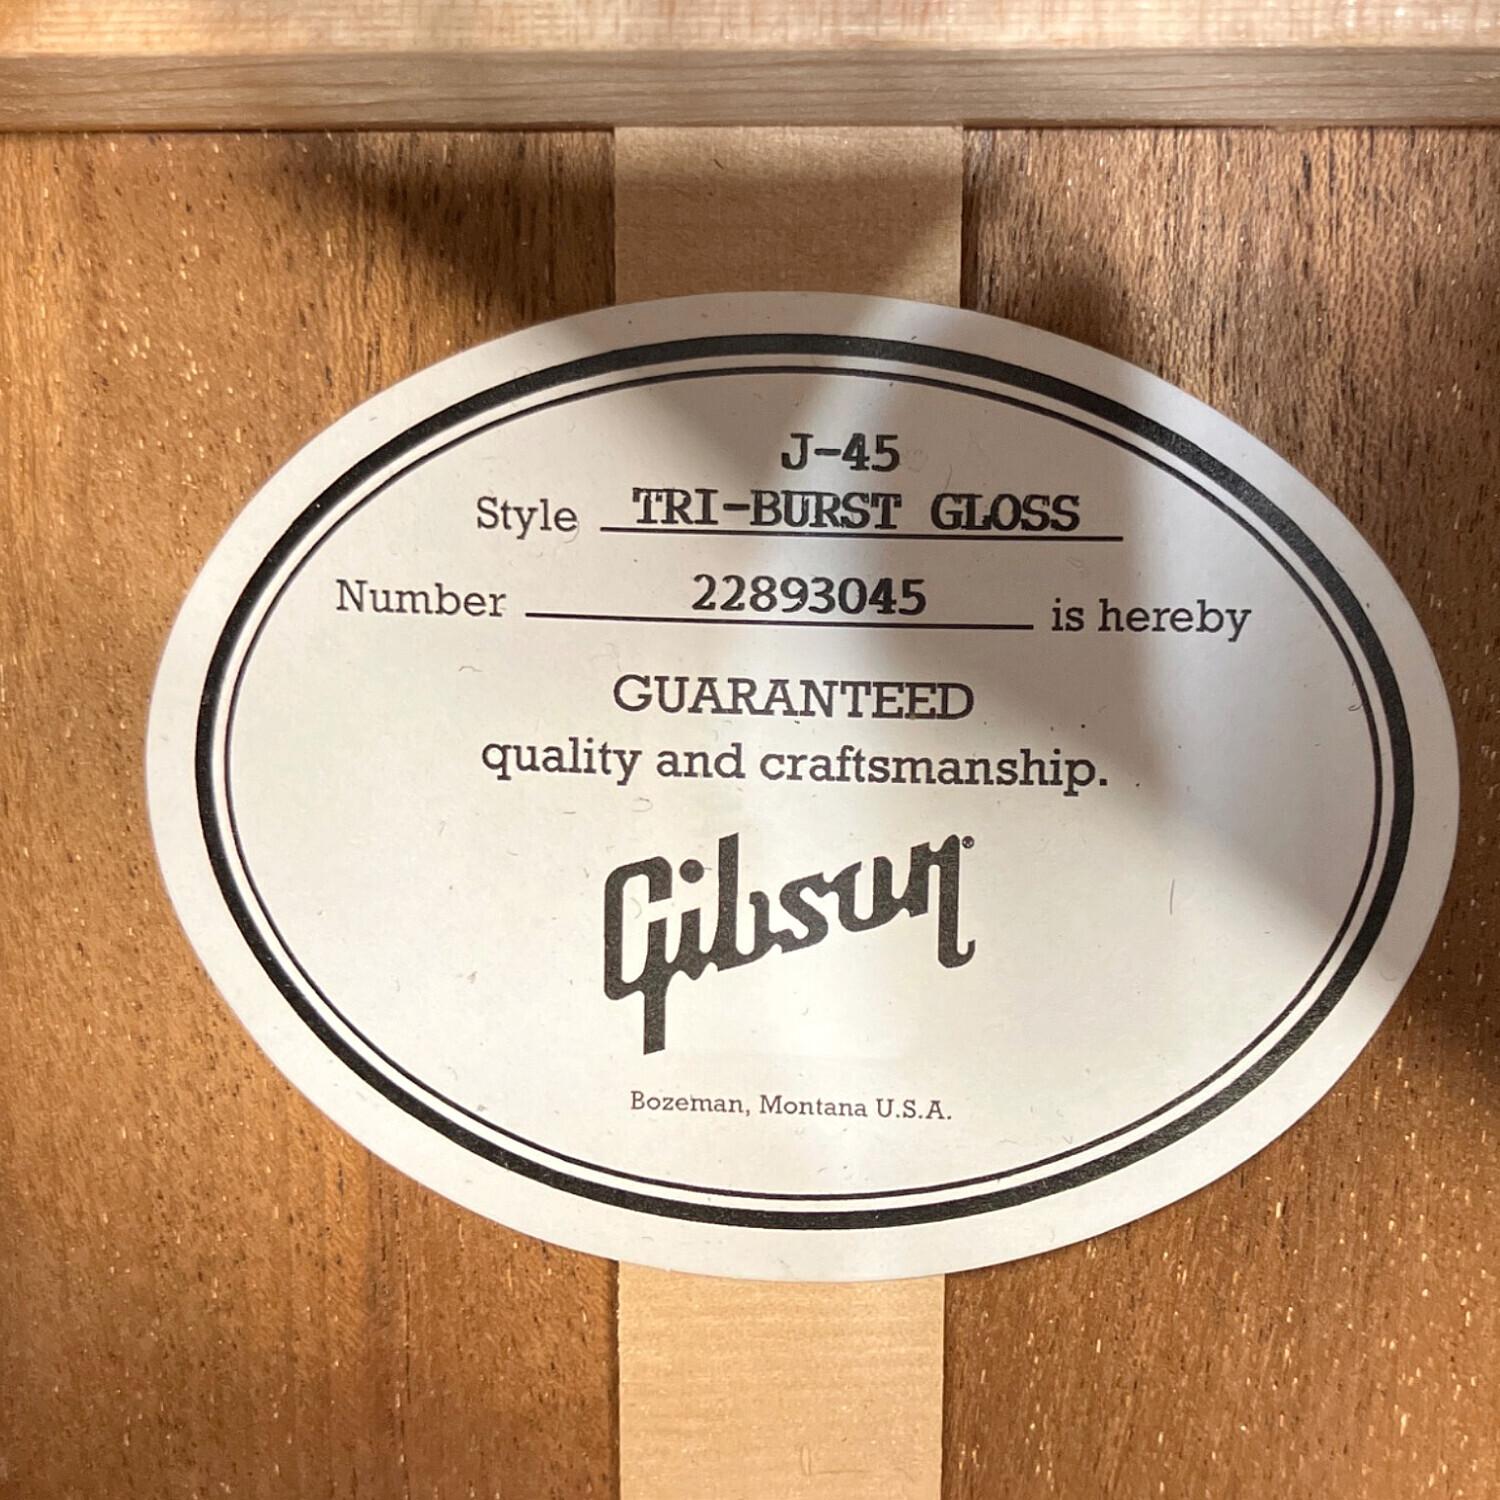 J-45
Style TRI-BURST GLOSS
Number 22893045 is hereby
GUARANTEED
quality and craftsmanship.
Gibson®
Bozeman, Montana U.S.A.